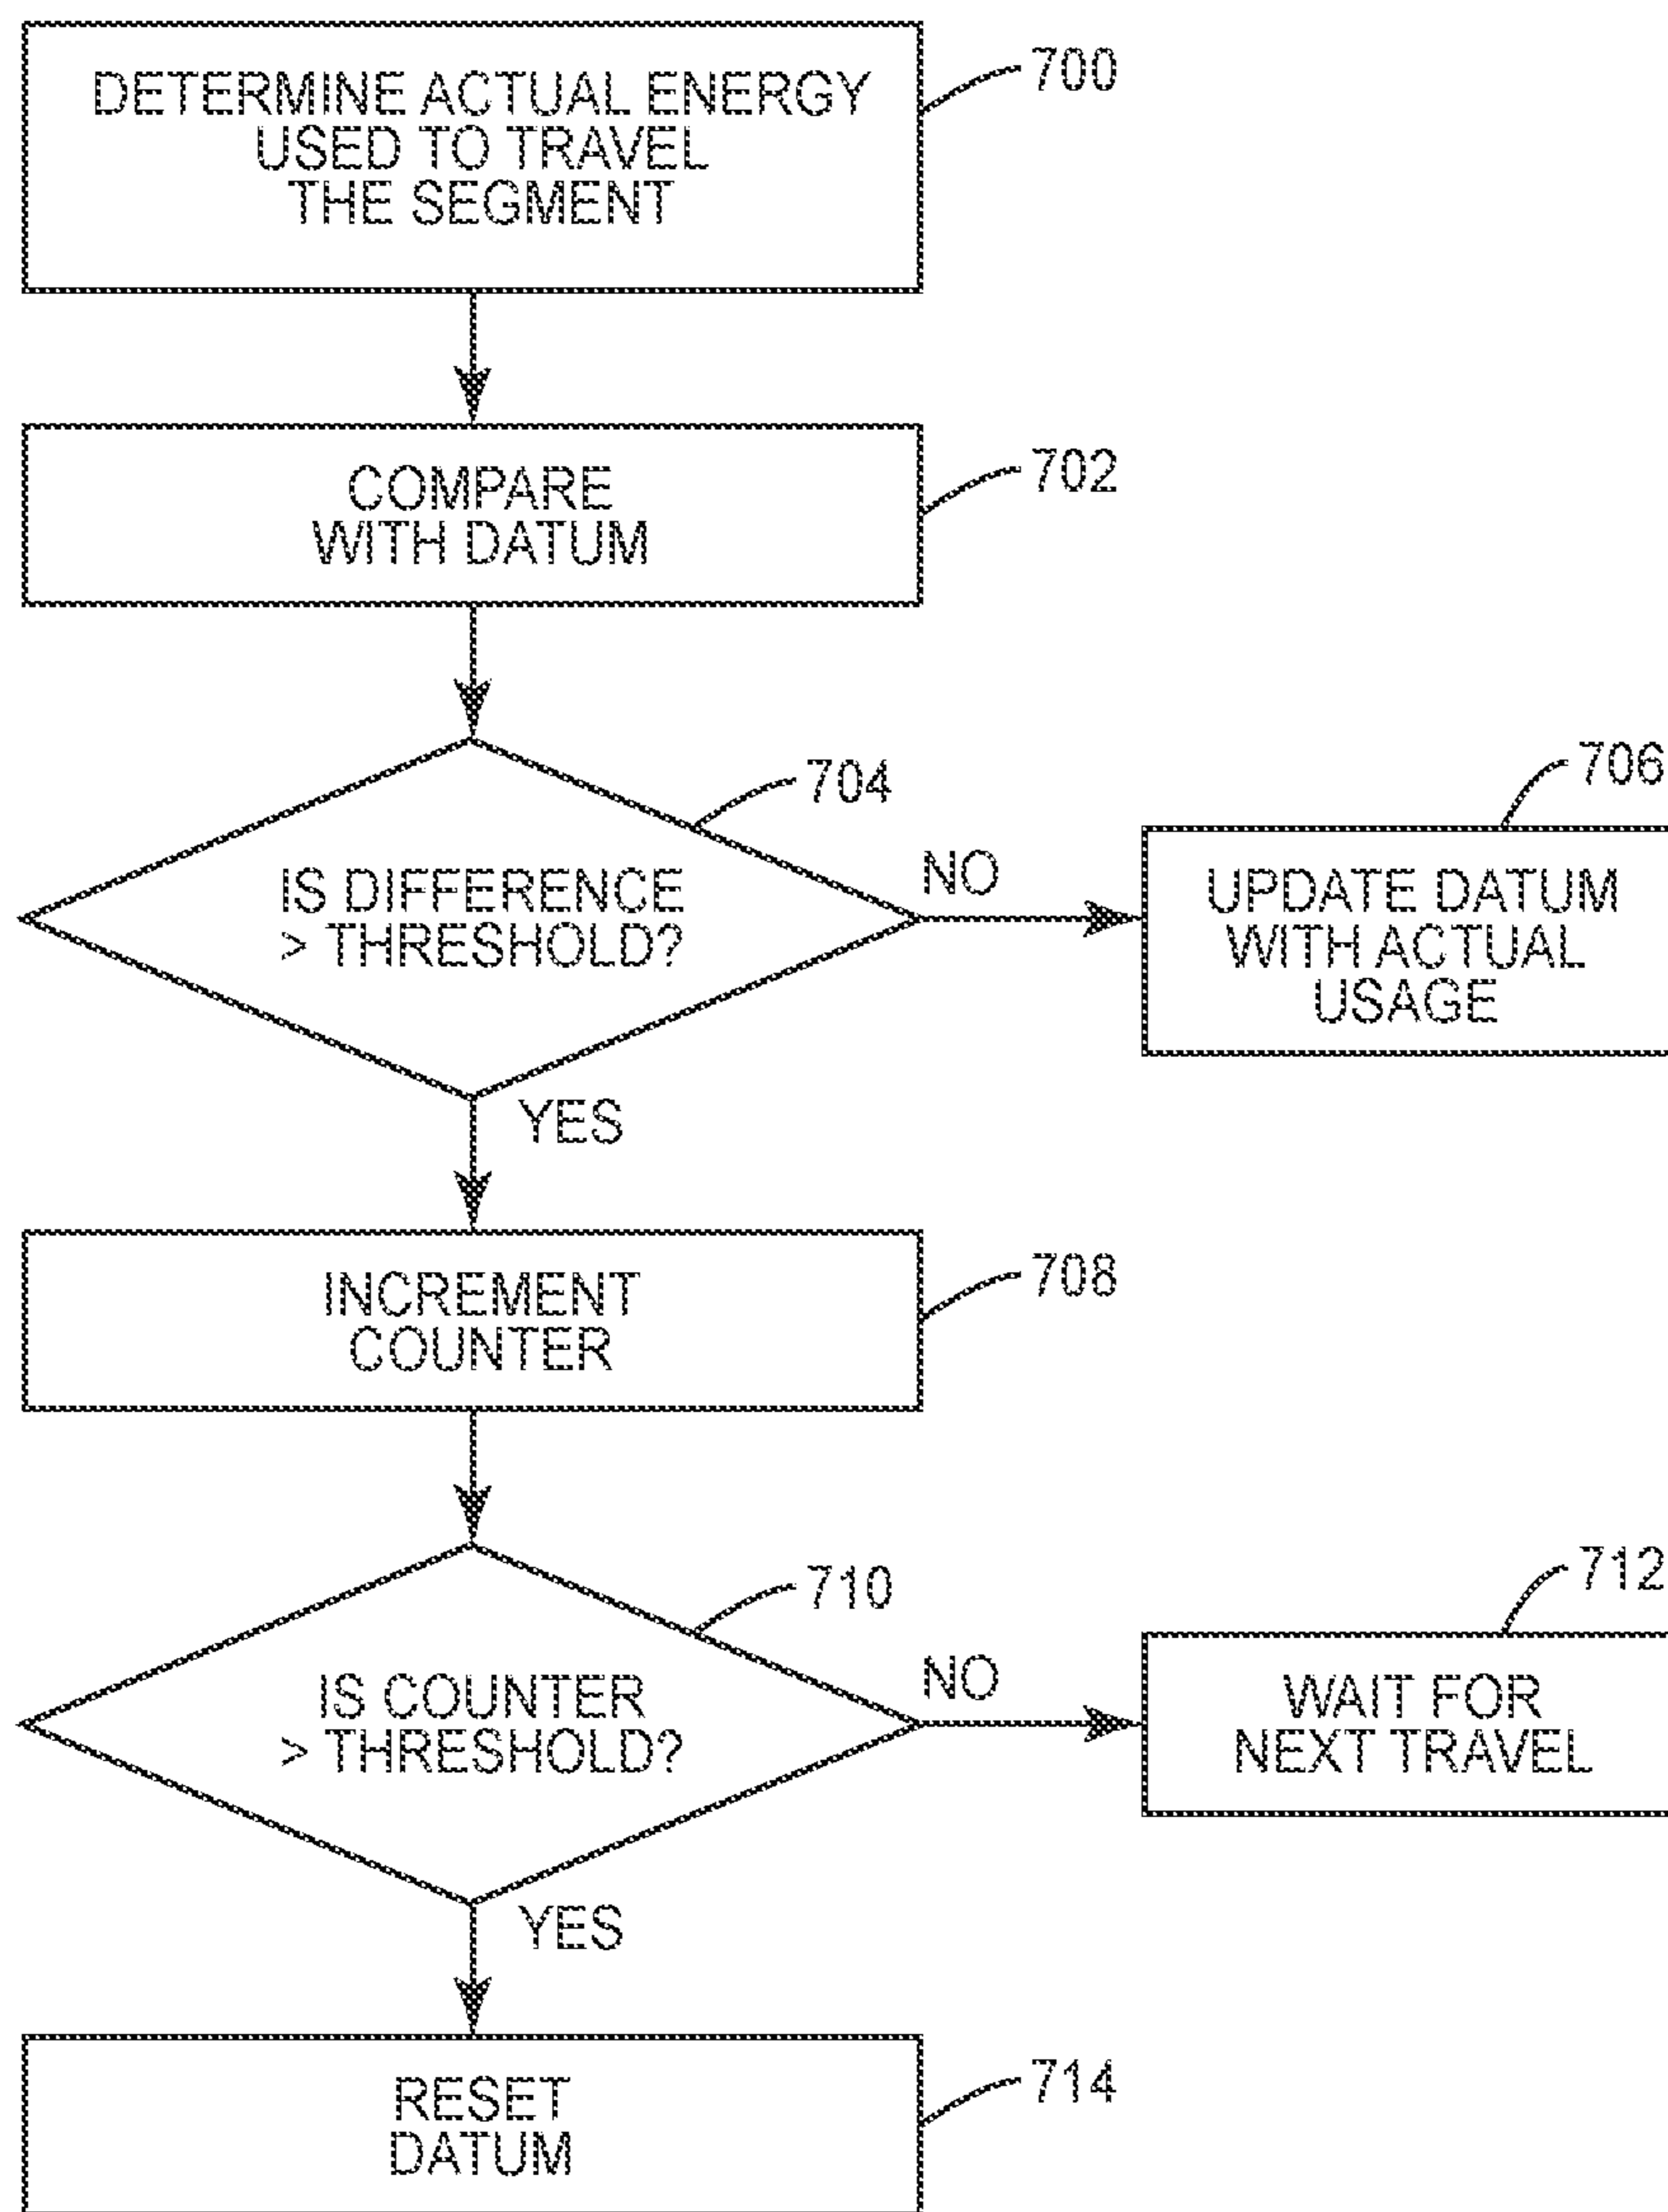 DETERMINE ACTUAL ENERGY
USED TO TRAVEL
THE SEGMENT
700
COMPARE
WITH DATUM
702
704
IS DIFFERENCE
> THRESHOLD?
NO
706
UPDATE DATUM
WITH ACTUAL
USAGE
YES
INCREMENT
COUNTER
708
710
IS COUNTER
> THRESHOLD?
NO
712
WAIT FOR
NEXT TRAVEL
YES
RESET
DATUM
714